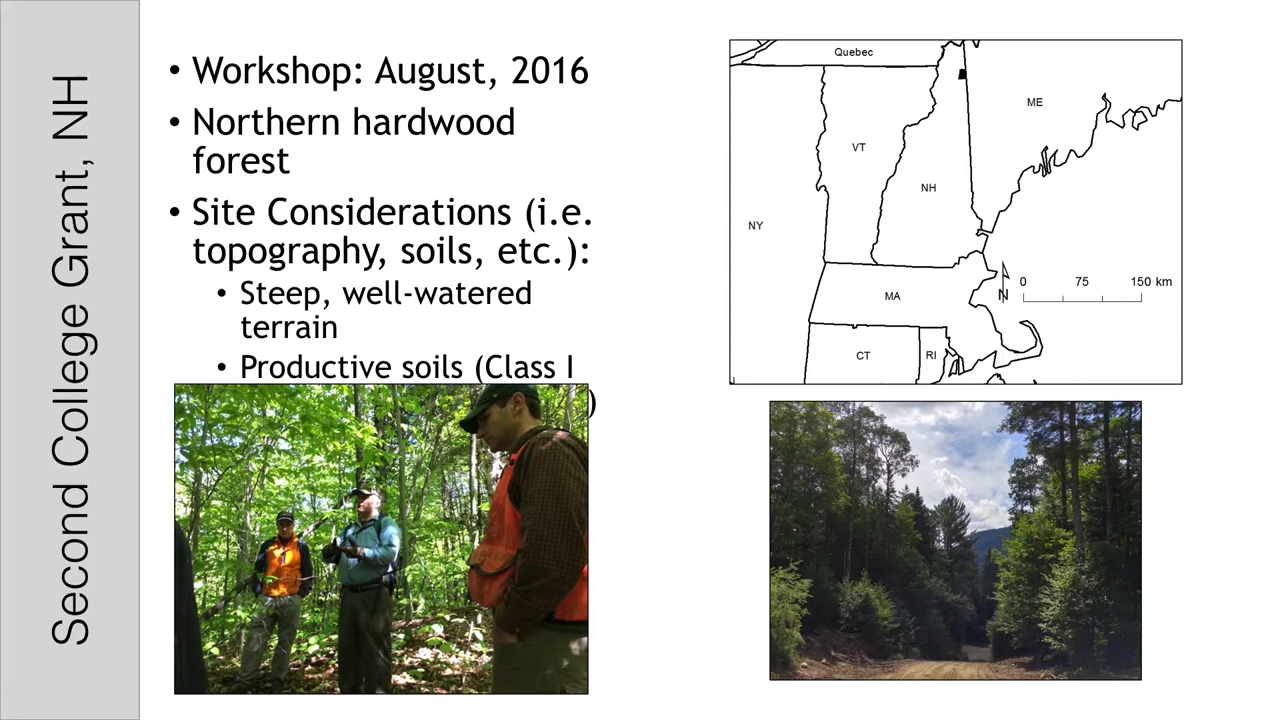 Second College Grant, NH
• Workshop: August, 2016
• Northern hardwood
forest
• Site Considerations (i.e.
topography, soils, etc.):
• Steep, well-watered
terrain
• Productive soils (Class I
)
Quebec
ME
VT
NH
NY
MA
CT
RI
N
0 75 150 km